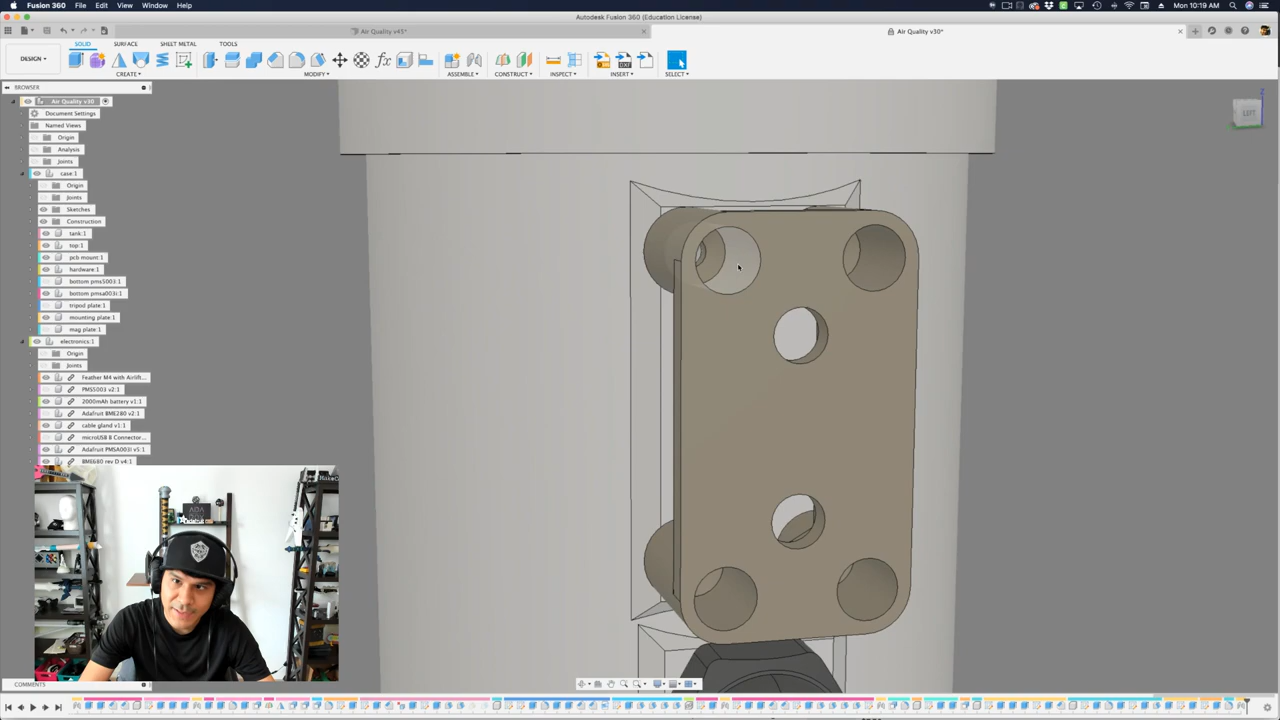 Fusion 360 File Edit View Window Help
Mon 10:19 AM
Autodesk Fusion 360 (Education License)
Air Quality v45*
Air Quality v30*
SOLID SURFACE SHEET METAL TOOLS
DESIGN
CREATE MODIFY ASSEMBLE CONSTRUCT INSPECT INSERT SELECT
BROWSER
Air Quality v30
Document Settings
Named Views
Origin
Analysis
Joints
case:1
Origin
Joints
Sketches
Construction
tank:1
top:1
pcb mount:1
hardware:1
bottom pms5003:1
bottom pmsa003i:1
tripod plate:1
mounting plate:1
mag plate:1
electronics:1
Origin
Joints
Feather M4 with Airlift...
PMS5003 v2:1
2000mAh battery v1:1
Adafruit BME280 v2:1
cable gland v1:1
microUSB B Connector...
Adafruit PMSA003i v5:1
BME680 rev D v4:1
LEFT
Z
COMMENTS